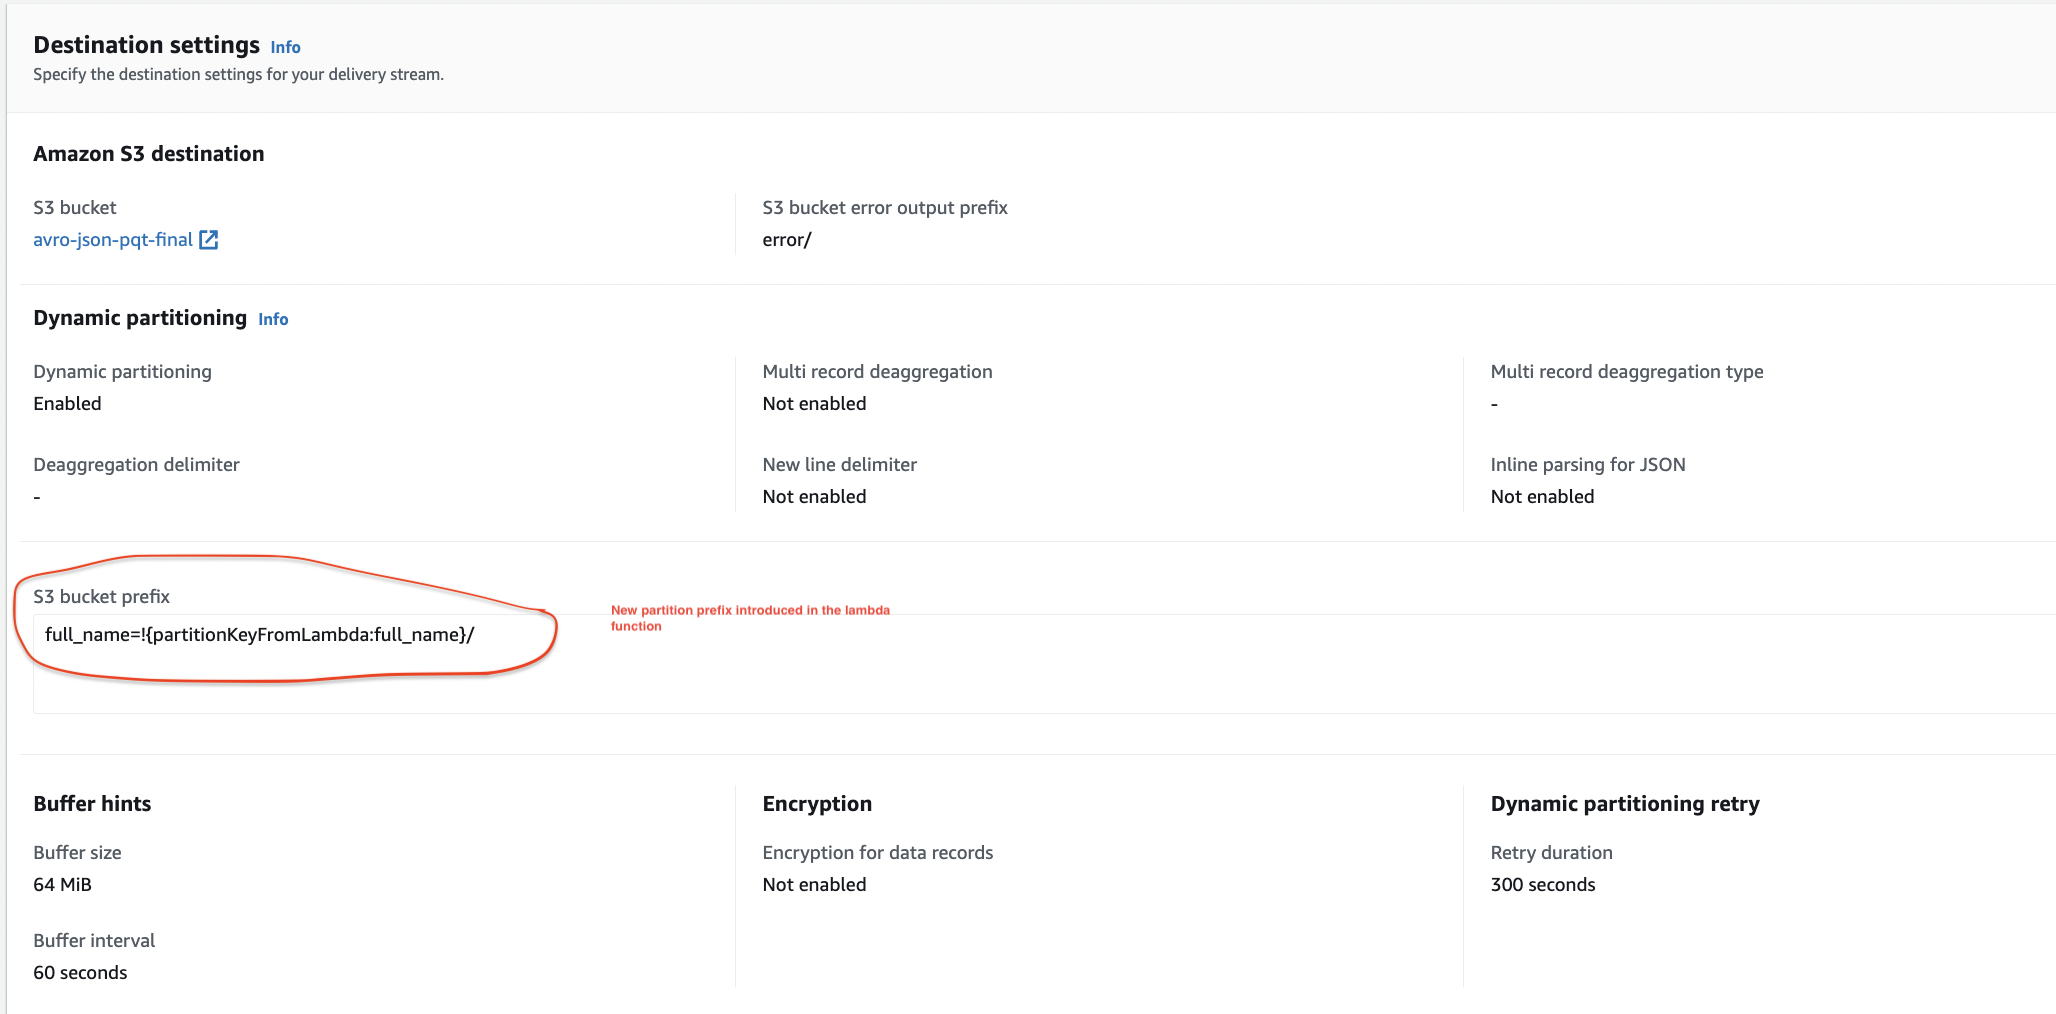 Destination settings Info
Specify the destination settings for your delivery stream.
Amazon S3 destination
S3 bucket
avro-json-pqt-final
S3 bucket error output prefix
error/
Dynamic partitioning Info
Dynamic partitioning
Enabled
Multi record deaggregation
Not enabled
Multi record deaggregation type
-
Deaggregation delimiter
-
New line delimiter
Not enabled
Inline parsing for JSON
Not enabled
S3 bucket prefix
full_name=!{partitionKeyFromLambda:full_name}/
New partition prefix introduced in the lambda
function
Buffer hints
Buffer size
64 MiB
Buffer interval
60 seconds
Encryption
Encryption for data records
Not enabled
Dynamic partitioning retry
Retry duration
300 seconds